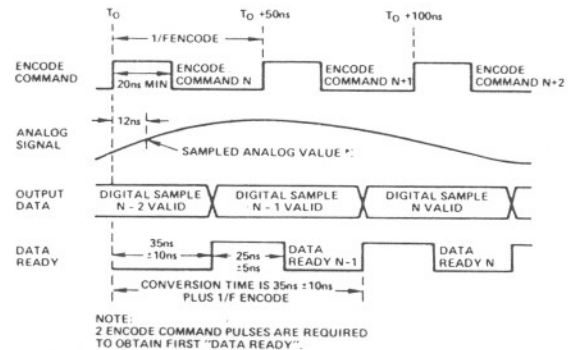 T_O
T_O +50ns
T_O +100ns
1/FENCODE
ENCODE
COMMAND
20ns MIN
ENCODE
COMMAND N
ENCODE
COMMAND N+1
ENCODE
COMMAND N+2
12ns
ANALOG
SIGNAL
SAMPLED ANALOG VALUE
OUTPUT
DATA
DIGITAL SAMPLE
N - 2 VALID
DIGITAL SAMPLE
N - 1 VALID
DIGITAL SAMPLE
N VALID
DATA
READY
35ns
±10ns
25ns
±5ns
DATA
READY N-1
DATA
READY N
CONVERSION TIME IS 35ns ±10ns
PLUS 1/F ENCODE
NOTE:
2 ENCODE COMMAND PULSES ARE REQUIRED
TO OBTAIN FIRST "DATA READY".